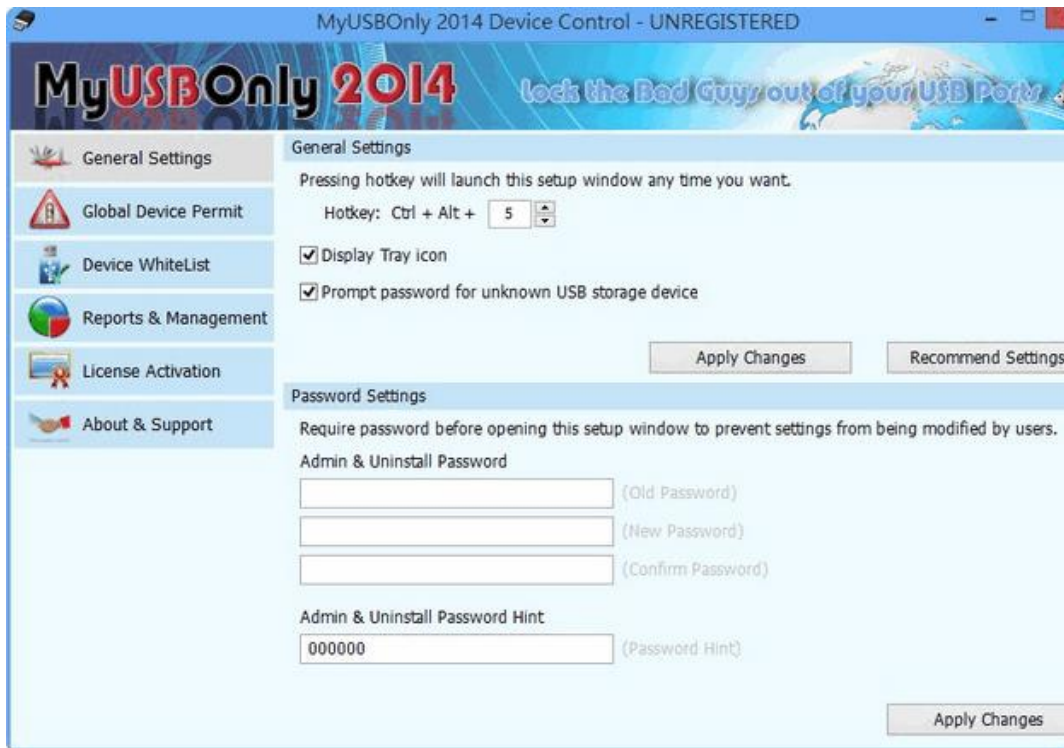 MyUSBOnly 2014 Device Control - UNREGISTERED
MyUSBOnly 2014
Lock the Bad Guys out of your USB Ports
General Settings
Global Device Permit
Device WhiteList
Reports & Management
License Activation
About & Support
General Settings
Pressing hotkey will launch this setup window any time you want.
Hotkey: Ctrl + Alt + 5
Display Tray icon
Prompt password for unknown USB storage device
Apply Changes Recommend Settings
Password Settings
Require password before opening this setup window to prevent settings from being modified by users.
Admin & Uninstall Password
(Old Password)
(New Password)
(Confirm Password)
Admin & Uninstall Password Hint
000000 (Password Hint)
Apply Changes